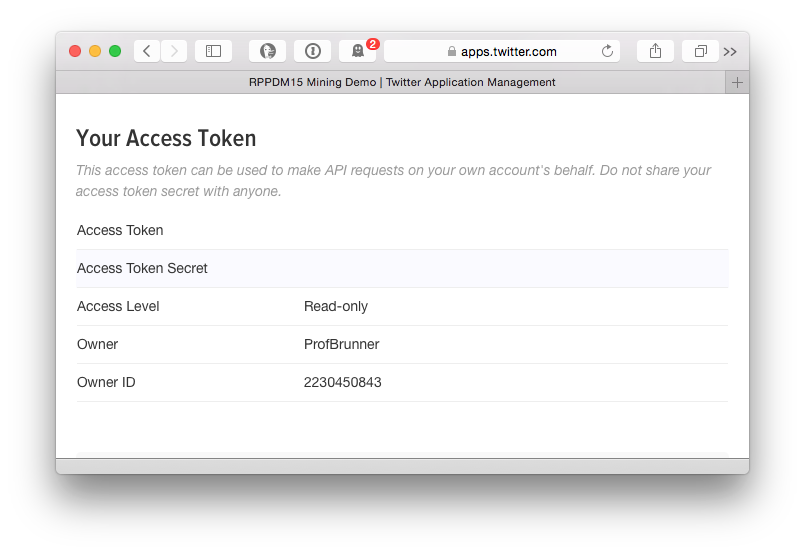 2
apps.twitter.com
RPPDM15 Mining Demo | Twitter Application Management
Your Access Token
This access token can be used to make API requests on your own account's behalf. Do not share your
access token secret with anyone.
Access Token
Access Token Secret
Access Level Read-only
Owner ProfBrunner
Owner ID 2230450843